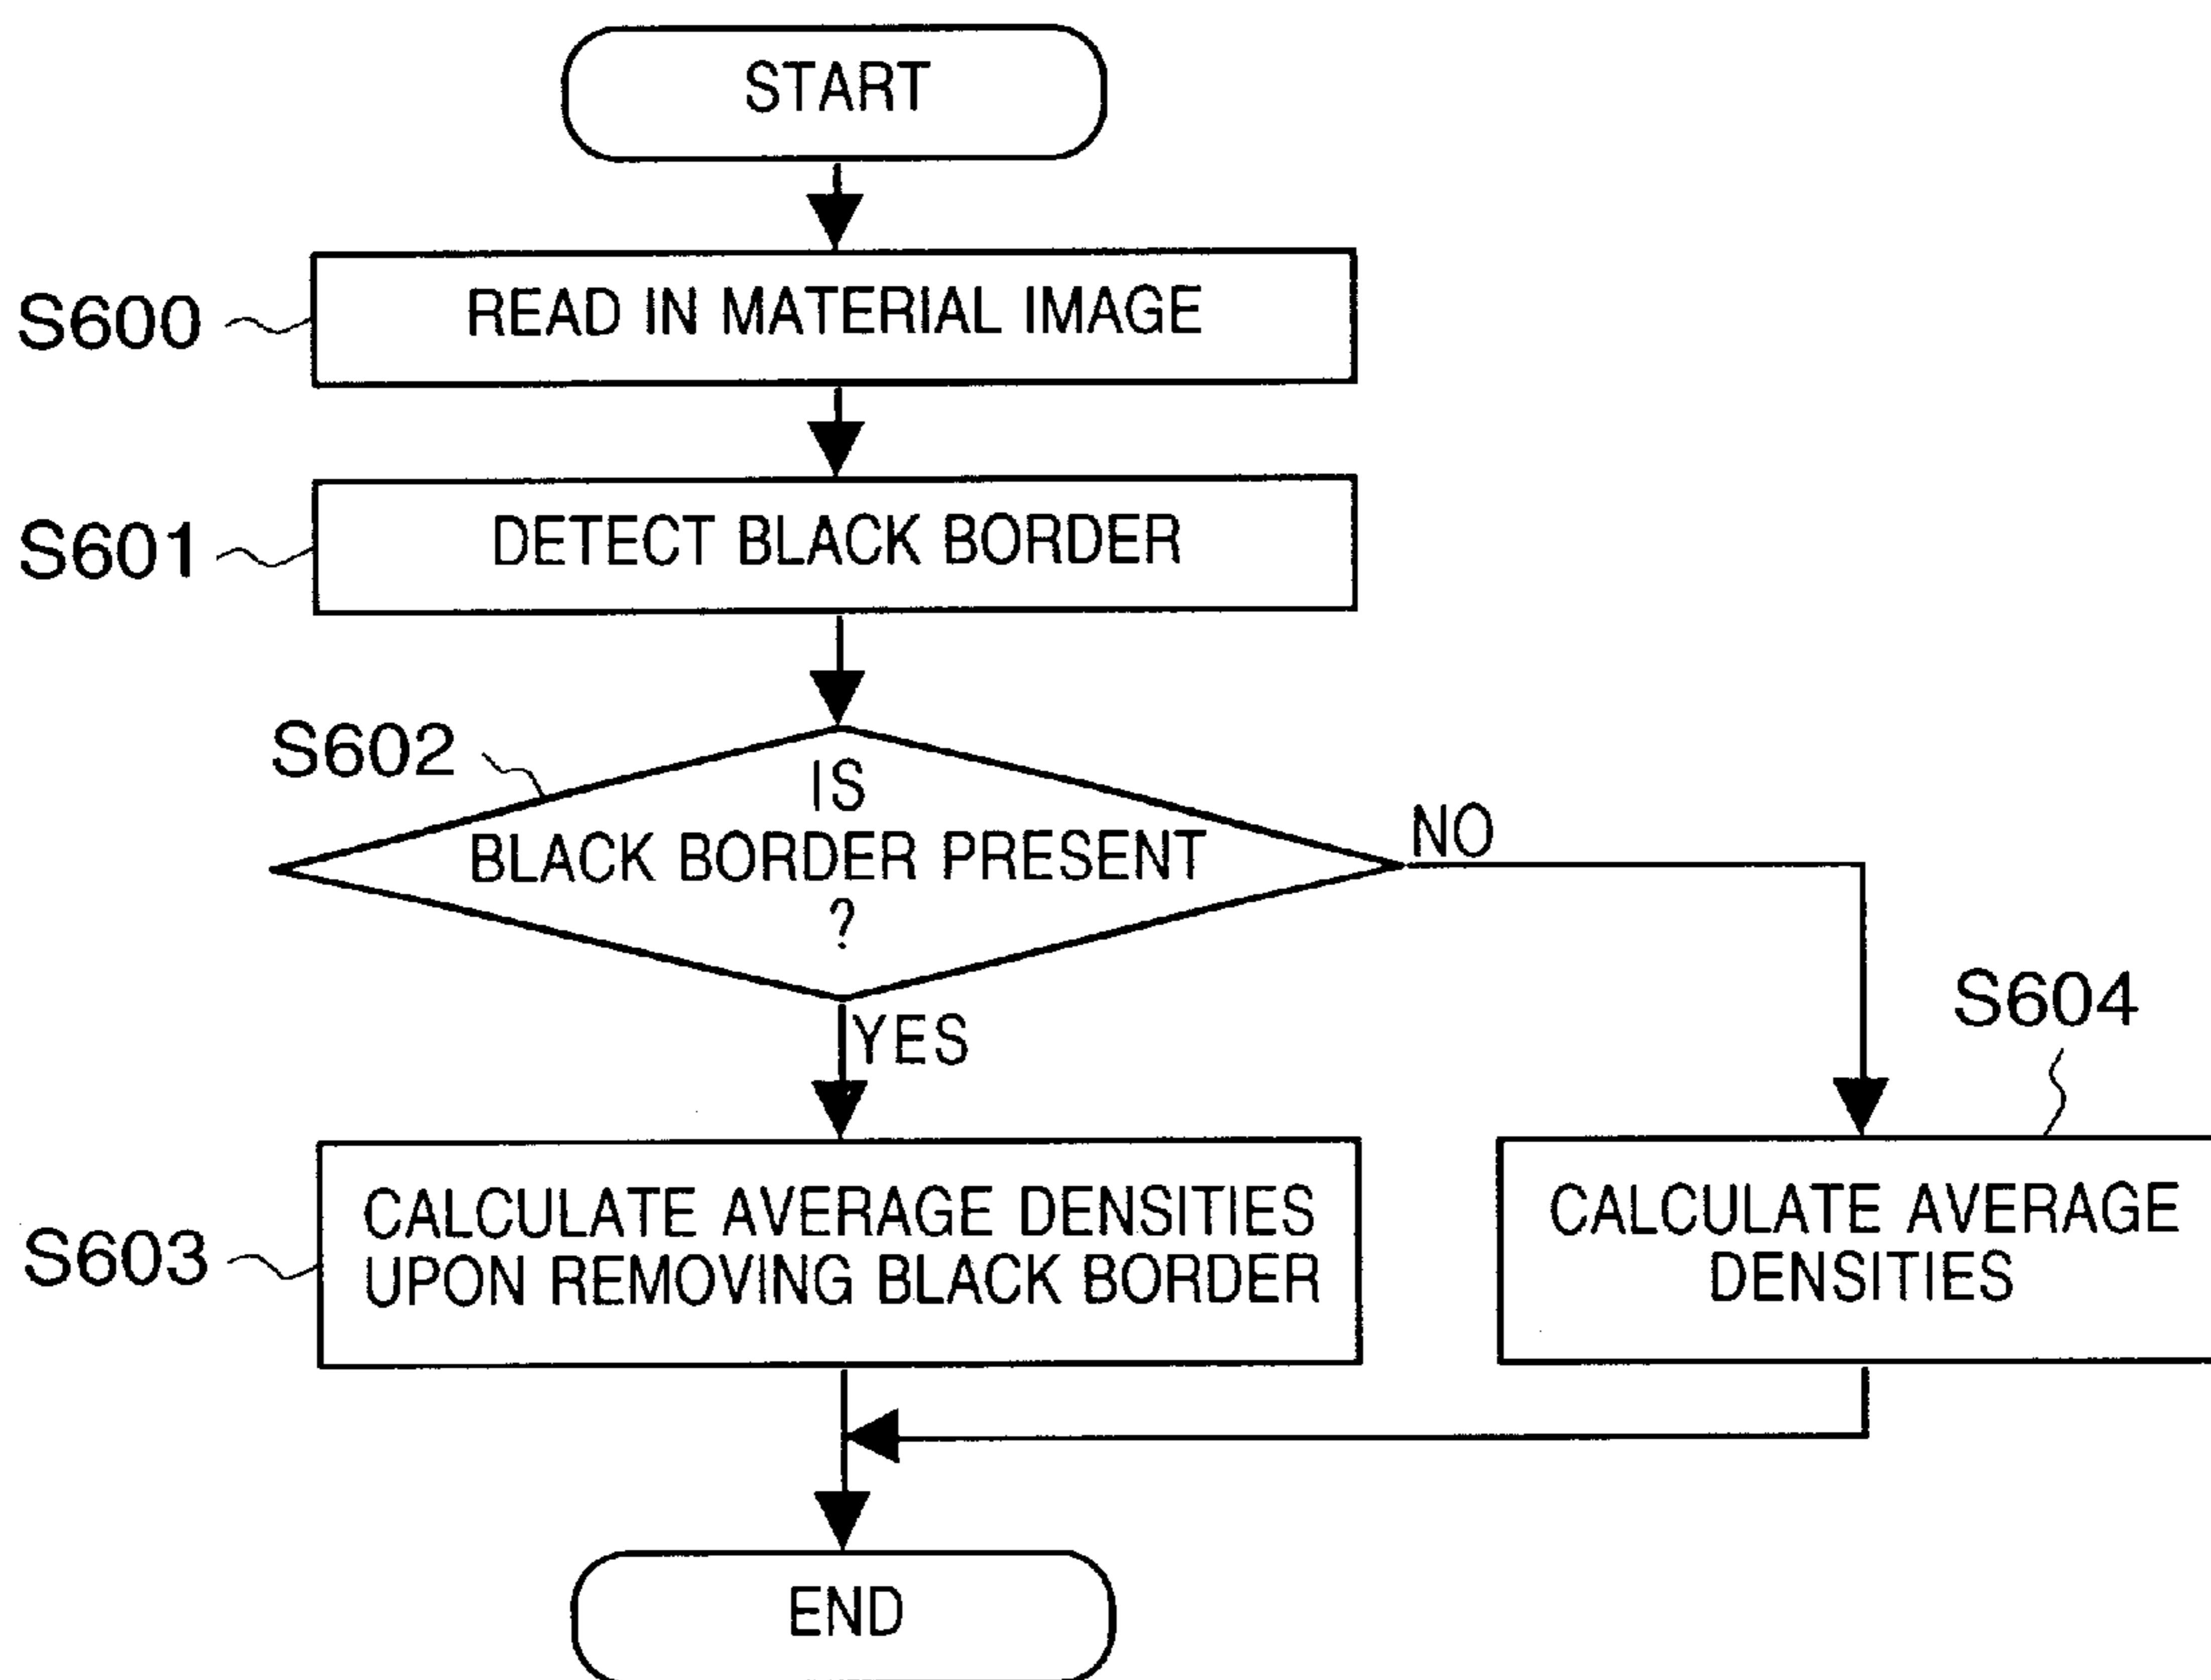 START
S600
READ IN MATERIAL IMAGE
S601
DETECT BLACK BORDER
S602
IS
BLACK BORDER PRESENT
?
NO
YES
S604
S603
CALCULATE AVERAGE DENSITIES
UPON REMOVING BLACK BORDER
CALCULATE AVERAGE
DENSITIES
END